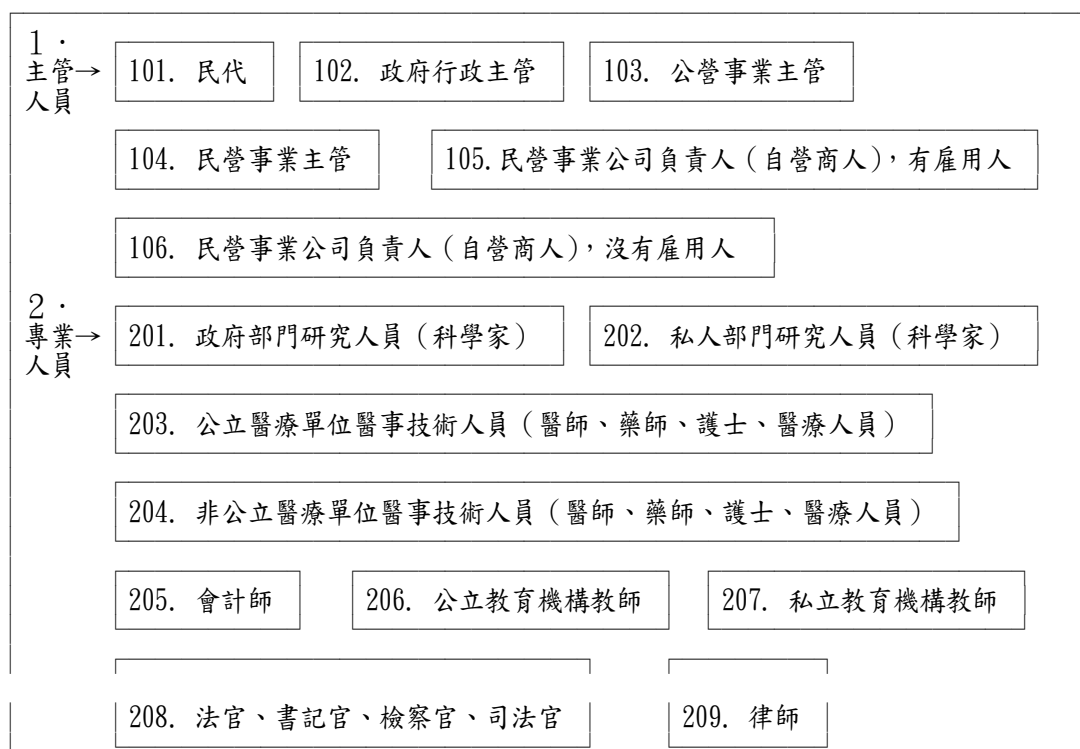 １．
主管→ 101. 民代 102. 政府行政主管 103. 公營事業主管
人員
104. 民營事業主管 105.民營事業公司負責人（自營商人），有雇用人
106. 民營事業公司負責人（自營商人），沒有雇用人
２．
專業→ 201. 政府部門研究人員（科學家） 202. 私人部門研究人員（科學家）
人員
203. 公立醫療單位醫事技術人員（醫師、藥師、護士、醫療人員）
204. 非公立醫療單位醫事技術人員（醫師、藥師、護士、醫療人員）
205. 會計師 206. 公立教育機構教師 207. 私立教育機構教師
208. 法官、書記官、檢察官、司法官 209. 律師